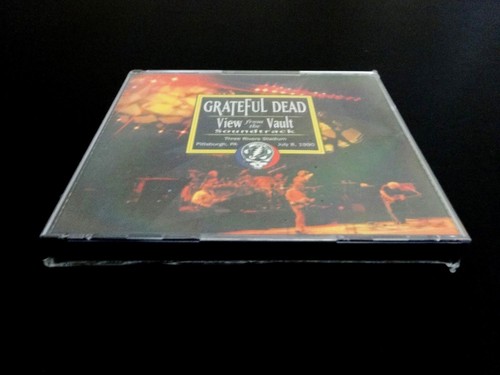 GRATEFUL DEAD
View from the Vault
Soundtrack
Three Rivers Stadium
Pittsburgh, PA July 8, 1990